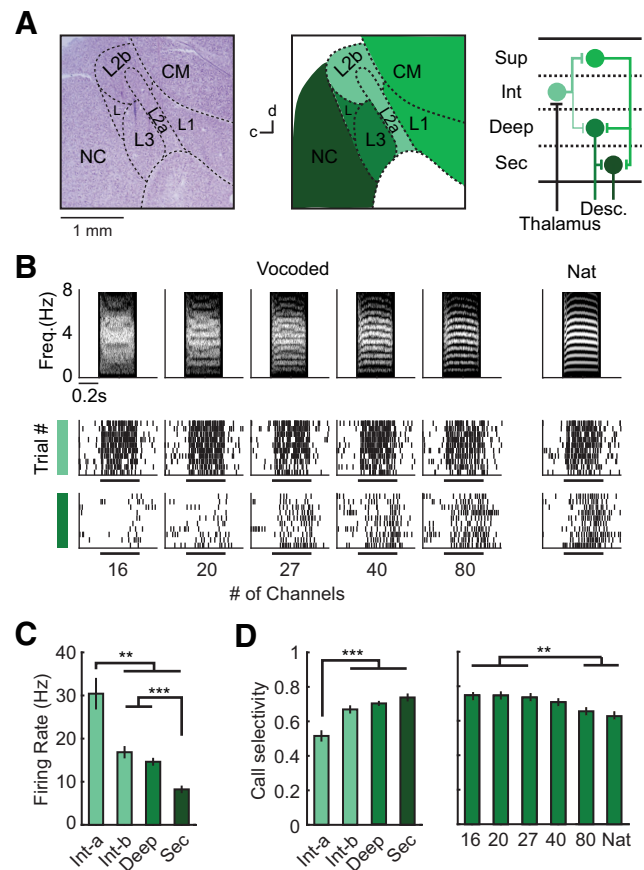 A
L2b
CM
L
L2a
L1
L3
NC
1 mm
d
c
L2b
CM
L
L2a
L1
L3
NC
Sup
Int
Deep
Sec
Thalamus
Desc.
B
Vocoded
Nat
Freq.(Hz)
8
4
0
0.2s
Trial #
16
20
27
40
80
# of Channels
C
Firing Rate (Hz)
40
30
20
10
0
**
***
Int-a
Int-b
Deep
Sec
D
Call selectivity
1
0.8
0.6
0.4
0.2
0
***
Int-a
Int-b
Deep
Sec
**
16 20 27 40 80 Nat